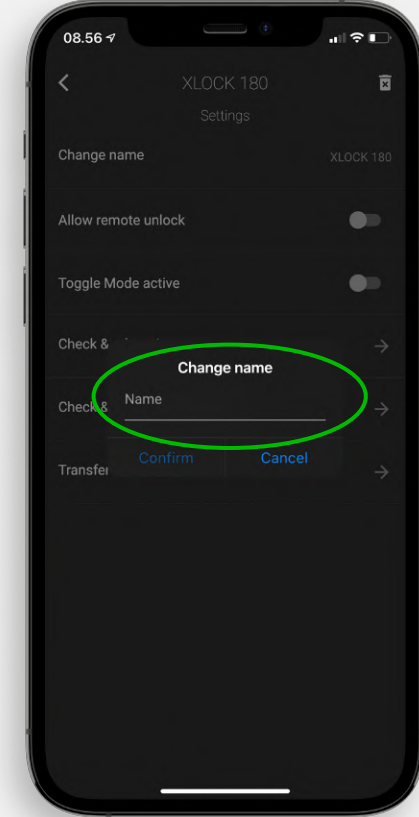 08.56
XLOCK 180
Settings
Change name
XLOCK 180
Allow remote unlock
Toggle Mode active
Check &
Change name
Check &
Name
Confirm
Cancel
Transfer